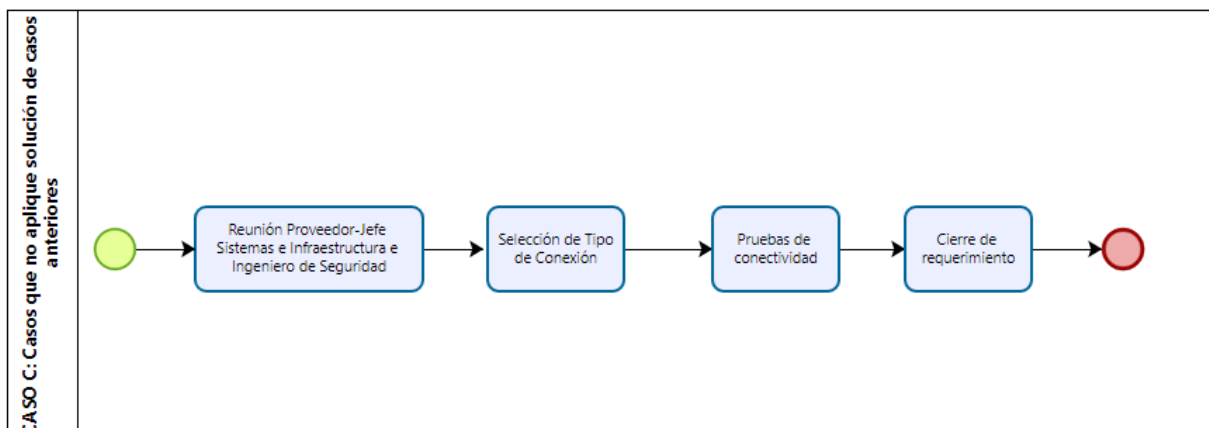 CASO C: Casos que no aplique solución de casos
anteriores
Reunión Proveedor-Jefe
Sistemas e Infraestructura e
Ingeniero de Seguridad
Selección de Tipo
de Conexión
Pruebas de
conectividad
Cierre de
requerimiento